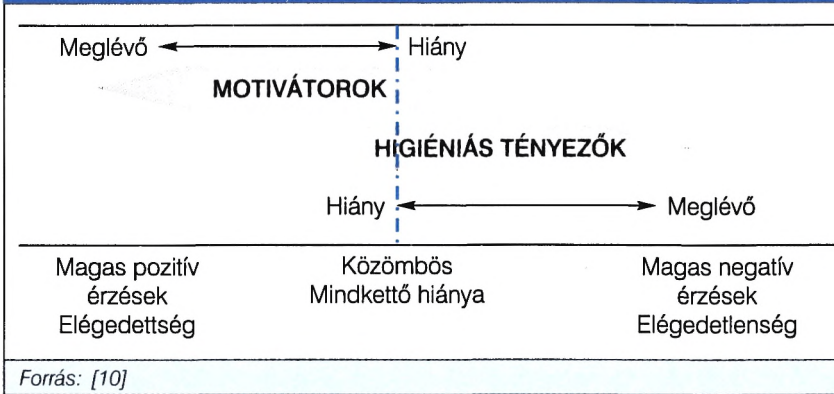 Meglévő Hiány
MOTIVÁTOROK
HIGIÉNIÁS TÉNYEZŐK
Hiány Meglévő
Magas pozitív Közömbös Magas negatív
érzések Mindkettő hiánya érzések
Elégedettség Elégedetlenség
Forrás: [10]